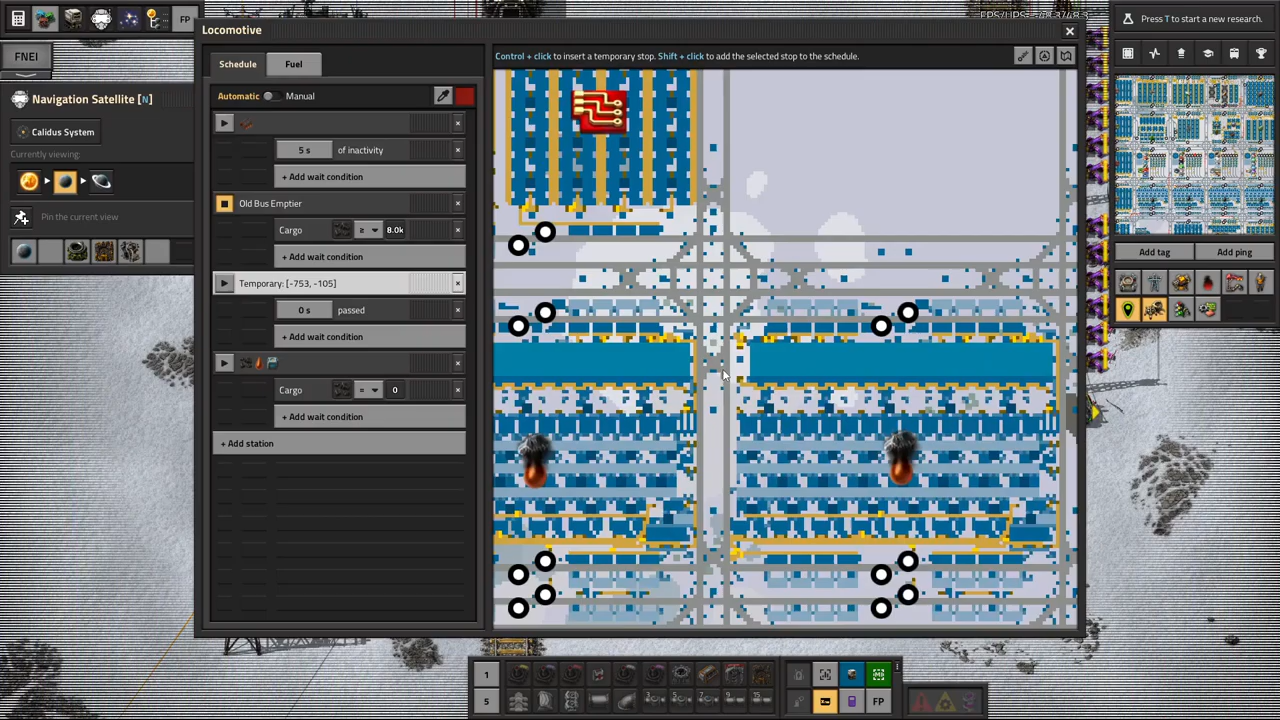 FP
FNEI
Navigation Satellite [N]
Calidus System
Currently viewing:
Pin the current view
Locomotive
Schedule Fuel
Automatic Manual
5 s of inactivity
+ Add wait condition
Old Bus Emptier
Cargo ≥ 8.0k
+ Add wait condition
Temporary: [-753, -105]
0 s passed
+ Add wait condition
Cargo = 0
+ Add wait condition
+ Add station
Control + click to insert a temporary stop. Shift + click to add the selected stop to the schedule.
Press T to start a new research.
Add tag Add ping
1
5
FP